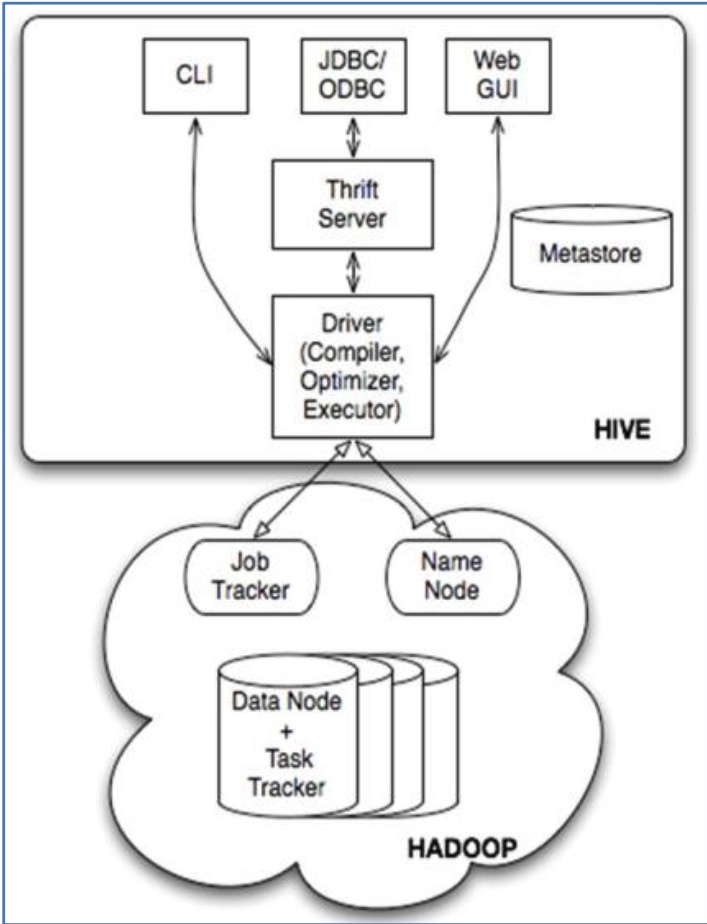 CLI
JDBC/
ODBC
Web
GUI
Thrift
Server
Metastore
Driver
(Compiler,
Optimizer,
Executor)
HIVE
Job
Tracker
Name
Node
Data Node
+
Task
Tracker
HADOOP